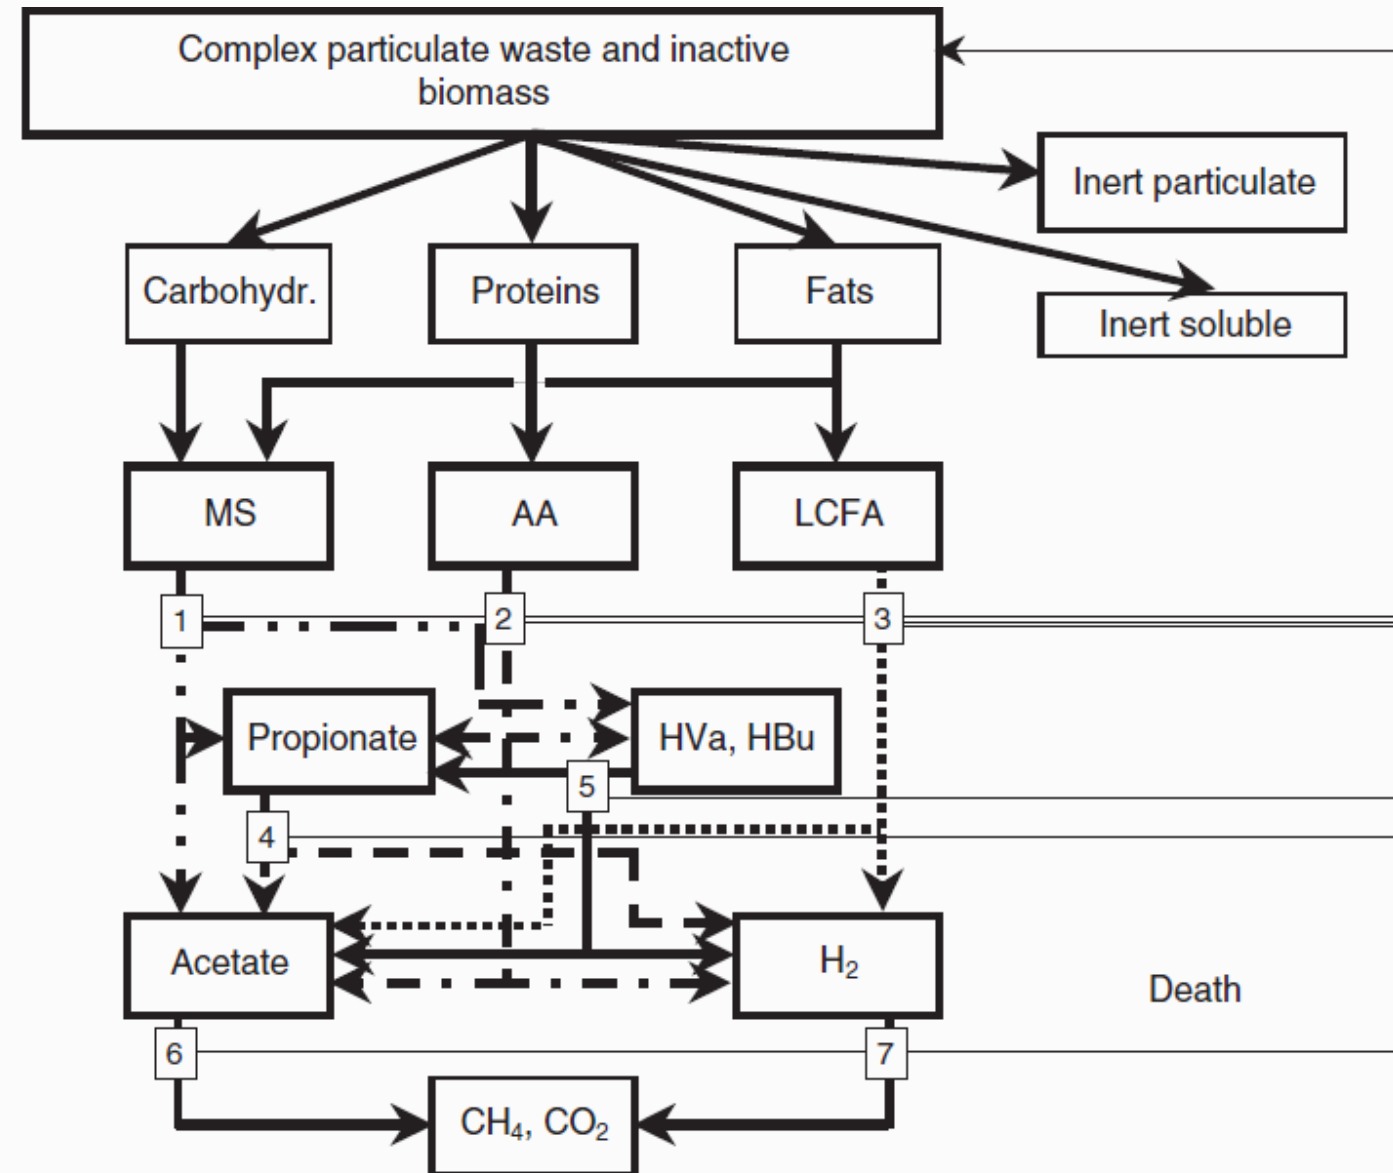 Complex particulate waste and inactive
biomass
Inert particulate
Carbohydr.
Proteins
Fats
Inert soluble
MS
AA
LCFA
1
2
3
Propionate
HVa, HBu
5
4
Acetate
H₂
Death
6
7
CH₄, CO₂